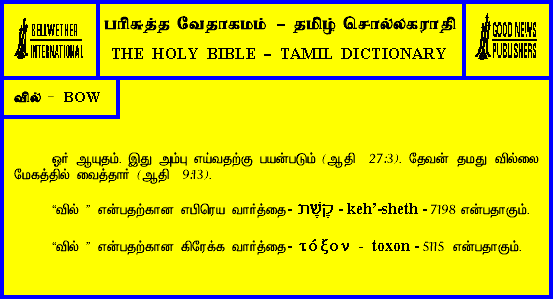 BELLWETHER
INTERNATIONAL
பரிசுத்த வேதாகமம் – தமிழ் சொல்லகராதி
THE HOLY BIBLE – TAMIL DICTIONARY
GOOD NEWS
PUBLISHERS
வில் – BOW
ஓர் ஆயுதம். இது அம்பு எய்வதற்கு பயன்படும் (ஆதி 27:3). தேவன் தமது வில்லை
மேகத்தில் வைத்தார் (ஆதி 9:13).
“வில் ” என்பதற்கான எபிரெய வார்த்தை- קֶשֶׁת - keh’-sheth - 7198 என்பதாகும்.
“வில் ” என்பதற்கான கிரேக்க வார்த்தை- τόξον - toxon - 5115 என்பதாகும்.